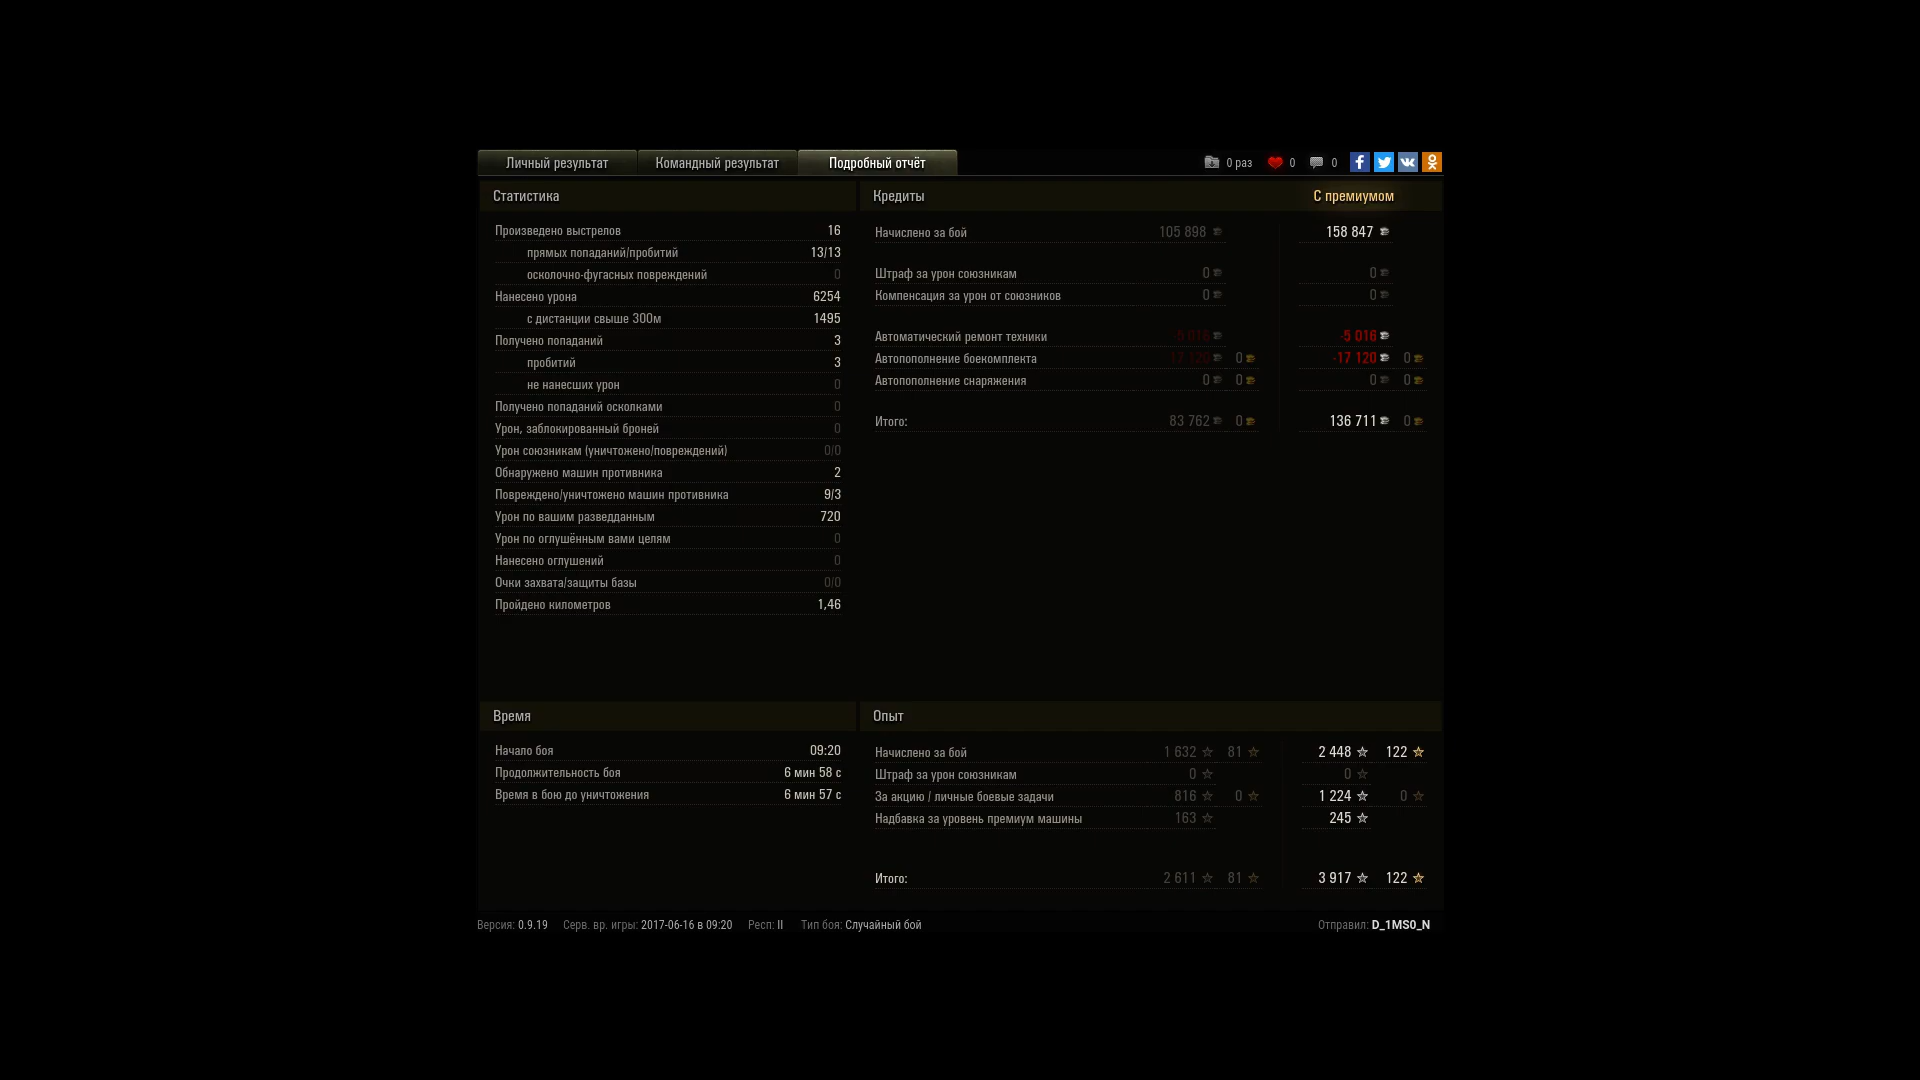 Личный результат Командный результат Подробный отчёт 0 раз 0 0
Статистика
Произведено выстрелов 16
прямых попаданий/пробитий 13/13
осколочно-фугасных повреждений 0
Нанесено урона 6254
с дистанции свыше 300м 1495
Получено попаданий 3
пробитий 3
не нанесших урон 0
Получено попаданий осколками 0
Урон, заблокированный броней 0
Урон союзникам (уничтожено/повреждений) 0/0
Обнаружено машин противника 2
Повреждено/уничтожено машин противника 9/3
Урон по вашим разведданным 720
Урон по оглушённым вами целям 0
Нанесено оглушений 0
Очки захвата/защиты базы 0/0
Пройдено километров 1,46
Кредиты С премиумом
Начислено за бой 105 898 158 847
Штраф за урон союзникам 0 0
Компенсация за урон от союзников 0 0
Автоматический ремонт техники -5 016 -5 016
Автопополнение боекомплекта -17 120 0 -17 120 0
Автопополнение снаряжения 0 0 0 0
Итого: 83 762 0 136 711 0
Время
Начало боя 09:20
Продолжительность боя 6 мин 58 с
Время в бою до уничтожения 6 мин 57 с
Опыт
Начислено за бой 1 632 81 2 448 122
Штраф за урон союзникам 0 0
За акцию / личные боевые задачи 816 0 1 224 0
Надбавка за уровень премиум машины 163 245
Итого: 2 611 81 3 917 122
Версия: 0.9.19 Серв. вр. игры: 2017-06-16 в 09:20 Респ: II Тип боя: Случайный бой Отправил: D_1MS0_N